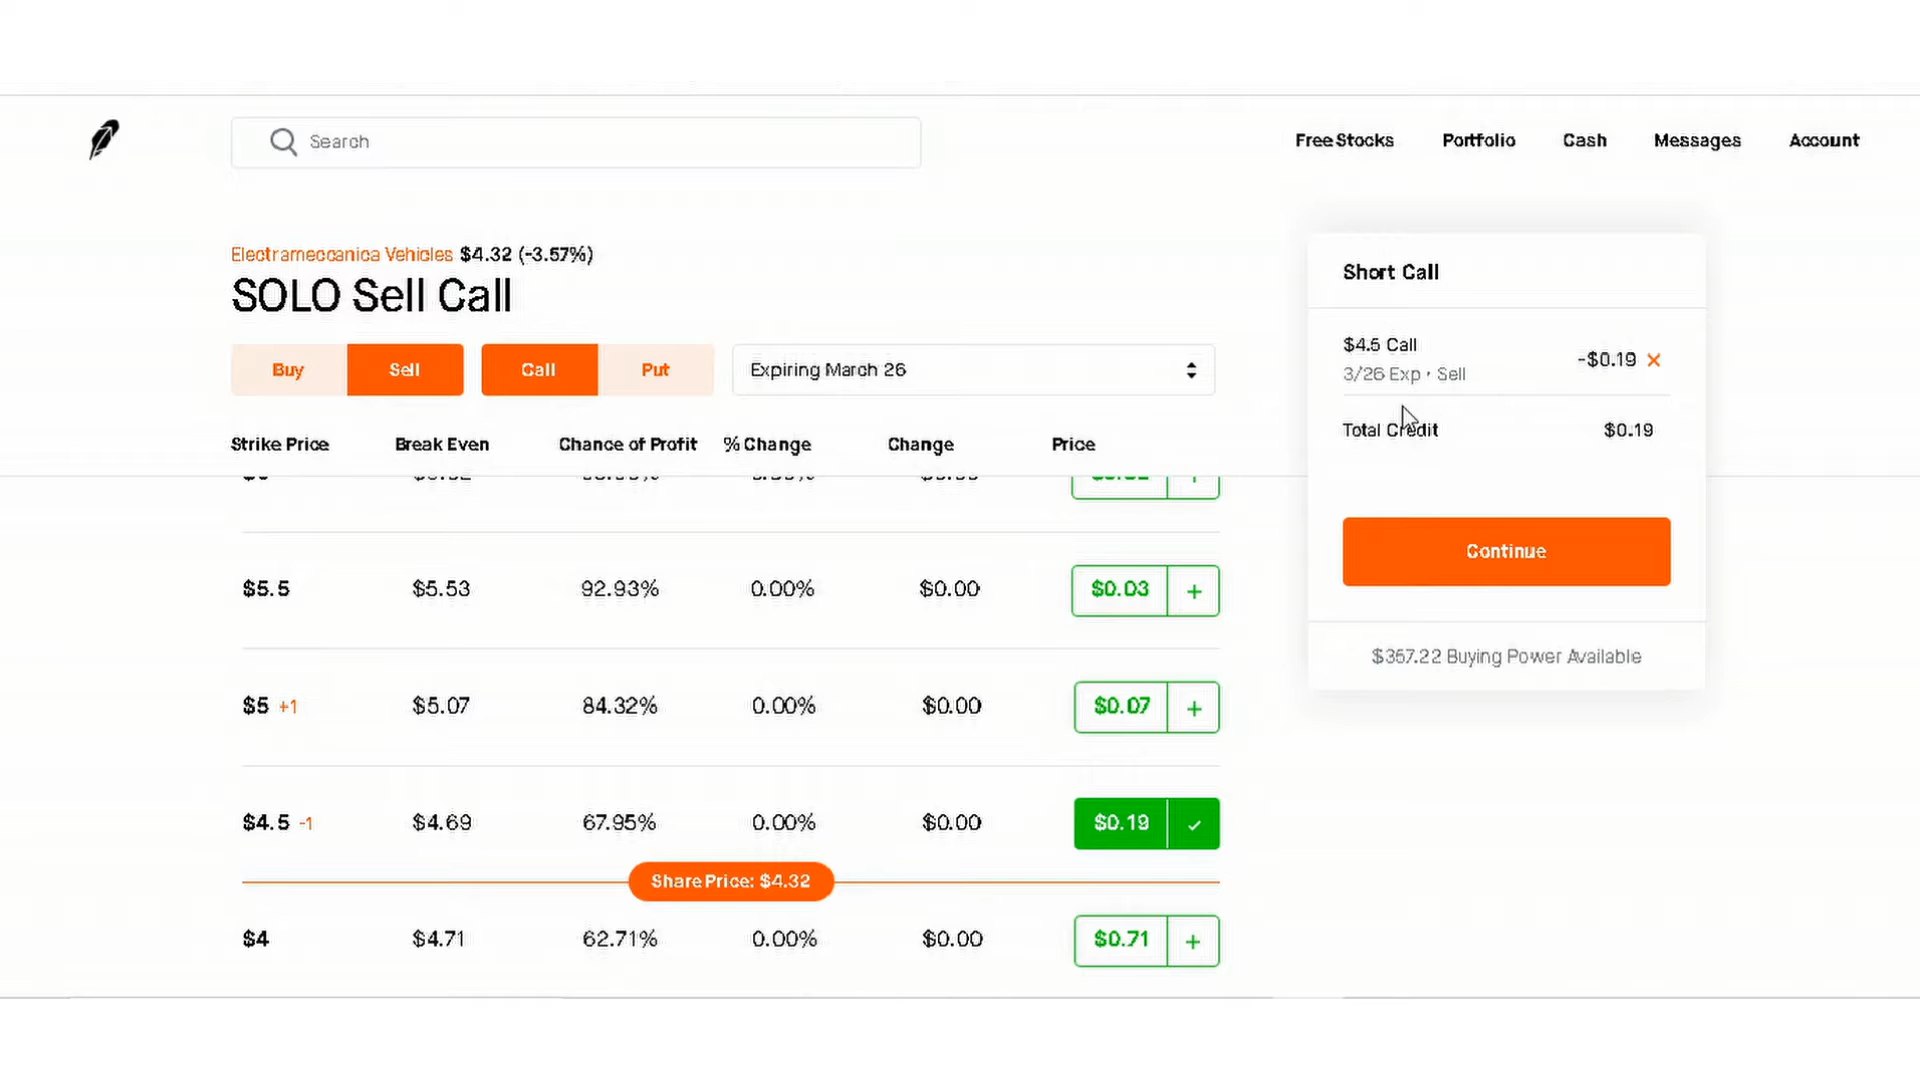 Search
Free Stocks Portfolio Cash Messages Account
Electrameccanica Vehicles $4.32 (-3.57%)
SOLO Sell Call
Buy Sell Call Put Expiring March 26
Strike Price Break Even Chance of Profit % Change Change Price
$5.5 $5.53 92.93% 0.00% $0.00 $0.03 +
$5 +1 $5.07 84.32% 0.00% $0.00 $0.07 +
$4.5 -1 $4.69 67.95% 0.00% $0.00 $0.19
Share Price: $4.32
$4 $4.71 62.71% 0.00% $0.00 $0.71 +
Short Call
$4.5 Call
-$0.19
3/26 Exp · Sell
Total Credit $0.19
Continue
$367.22 Buying Power Available